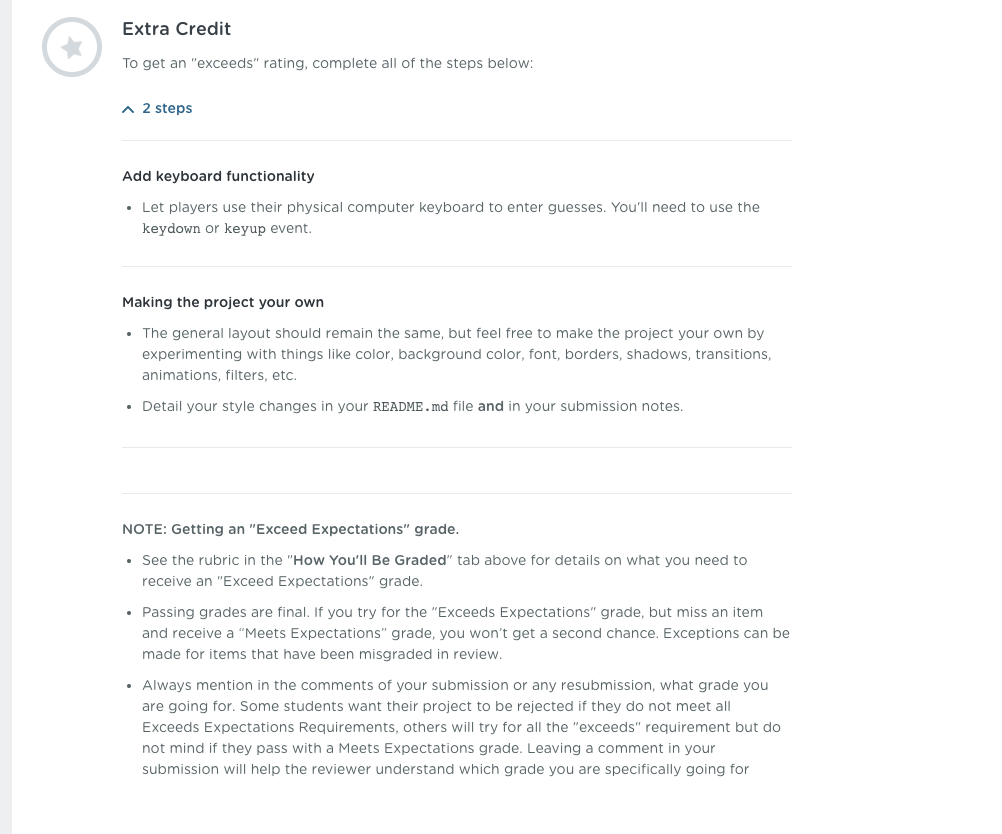 Extra Credit
To get an "exceeds" rating, complete all of the steps below:
2 steps
Add keyboard functionality
• Let players use their physical computer keyboard to enter guesses. You'll need to use the
keydown or keyup event.
Making the project your own
• The general layout should remain the same, but feel free to make the project your own by
experimenting with things like color, background color, font, borders, shadows, transitions,
animations, filters, etc.
• Detail your style changes in your README.md file and in your submission notes.
NOTE: Getting an "Exceed Expectations" grade.
• See the rubric in the "How You'll Be Graded" tab above for details on what you need to
receive an "Exceed Expectations" grade.
• Passing grades are final. If you try for the "Exceeds Expectations" grade, but miss an item
and receive a “Meets Expectations” grade, you won’t get a second chance. Exceptions can be
made for items that have been misgraded in review.
• Always mention in the comments of your submission or any resubmission, what grade you
are going for. Some students want their project to be rejected if they do not meet all
Exceeds Expectations Requirements, others will try for all the "exceeds" requirement but do
not mind if they pass with a Meets Expectations grade. Leaving a comment in your
submission will help the reviewer understand which grade you are specifically going for